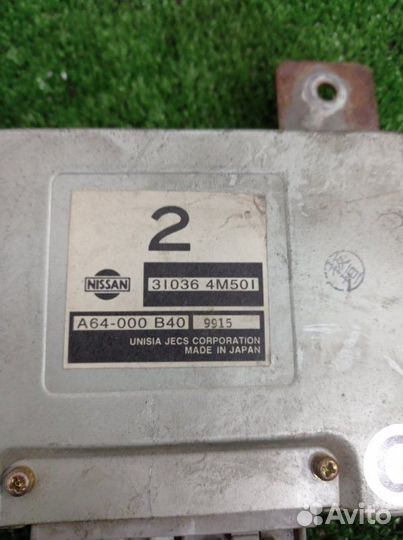 2
NISSAN
31036 4M501
A64-000 B40 9915
UNISIA JECS CORPORATION
MADE IN JAPAN
Avito